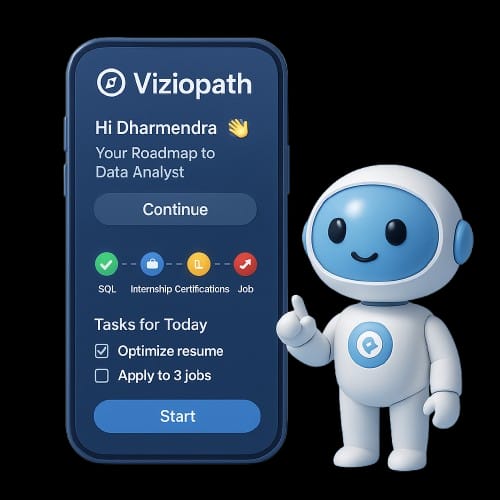 Viziopath
Hi Dharmendra 👋
Your Roadmap to
Data Analyst
Continue
SQL Internship Certifications Job
Tasks for Today
Optimize resume
Apply to 3 jobs
Start